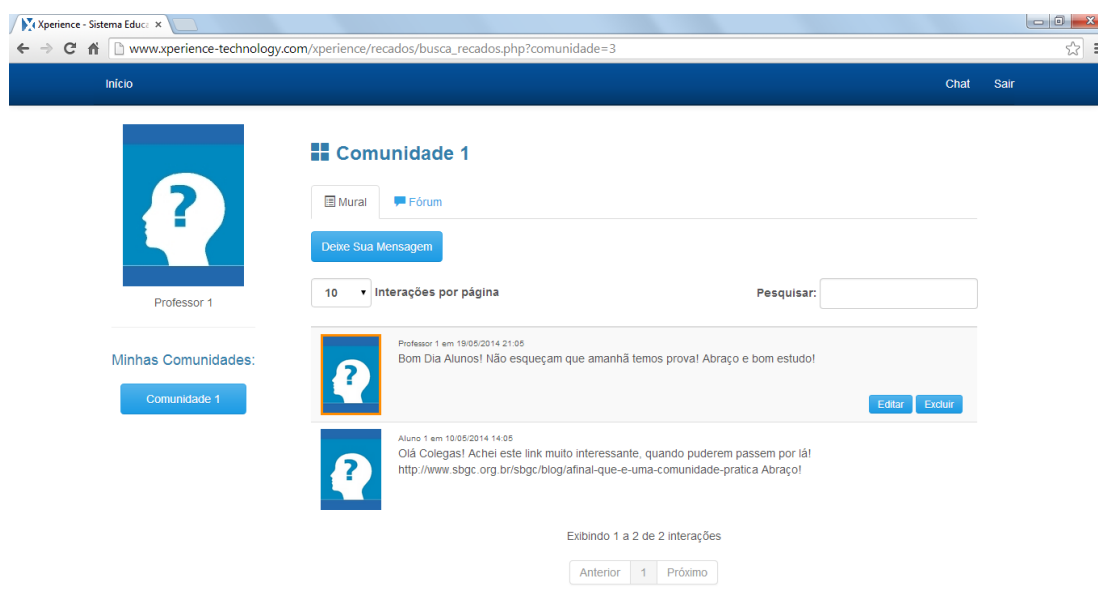 Xperience - Sistema Educa
www.xperience-technology.com/xperience/recados/busca_recados.php?comunidade=3
Início Chat Sair
Comunidade 1
Mural Fórum
Deixe Sua Mensagem
10 Interações por página Pesquisar:
Professor 1
Minhas Comunidades:
Comunidade 1
Professor 1 em 19/05/2014 21:05
Bom Dia Alunos! Não esqueçam que amanhã temos prova! Abraço e bom estudo!
Editar Excluir
Aluno 1 em 10/05/2014 14:05
Olá Colegas! Achei este link muito interessante, quando puderem passem por lá!
http://www.sbgc.org.br/sbgc/blog/afinal-que-e-uma-comunidade-pratica Abraço!
Exibindo 1 a 2 de 2 interações
Anterior 1 Próximo